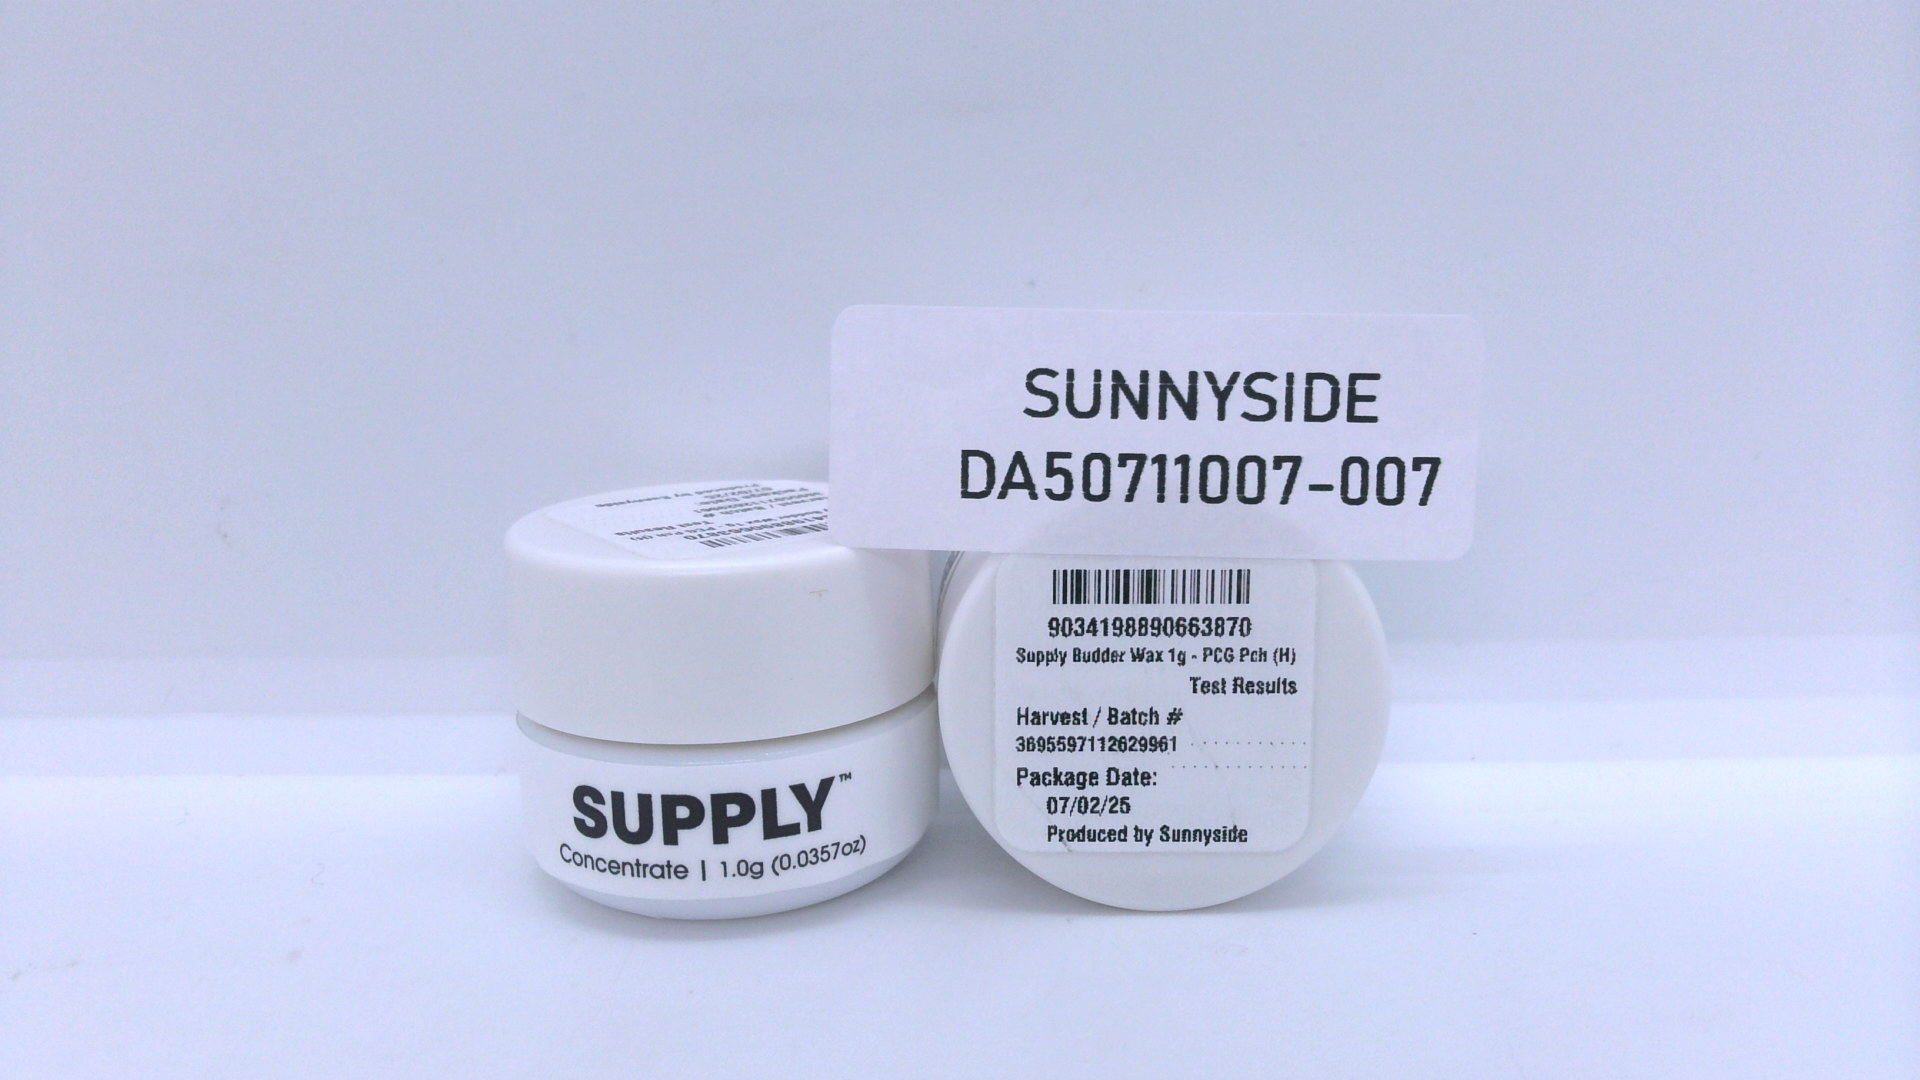 SUNNYSIDE
DA50711007-007
9034198890663870
Supply Budder Wax 1g - PCG Pch (H)
Test Results
Harvest / Batch #
3895597112629961
Package Date:
07/02/25
Produced by Sunnyside
SUPPLY™
Concentrate | 1.0g (0.0357oz)